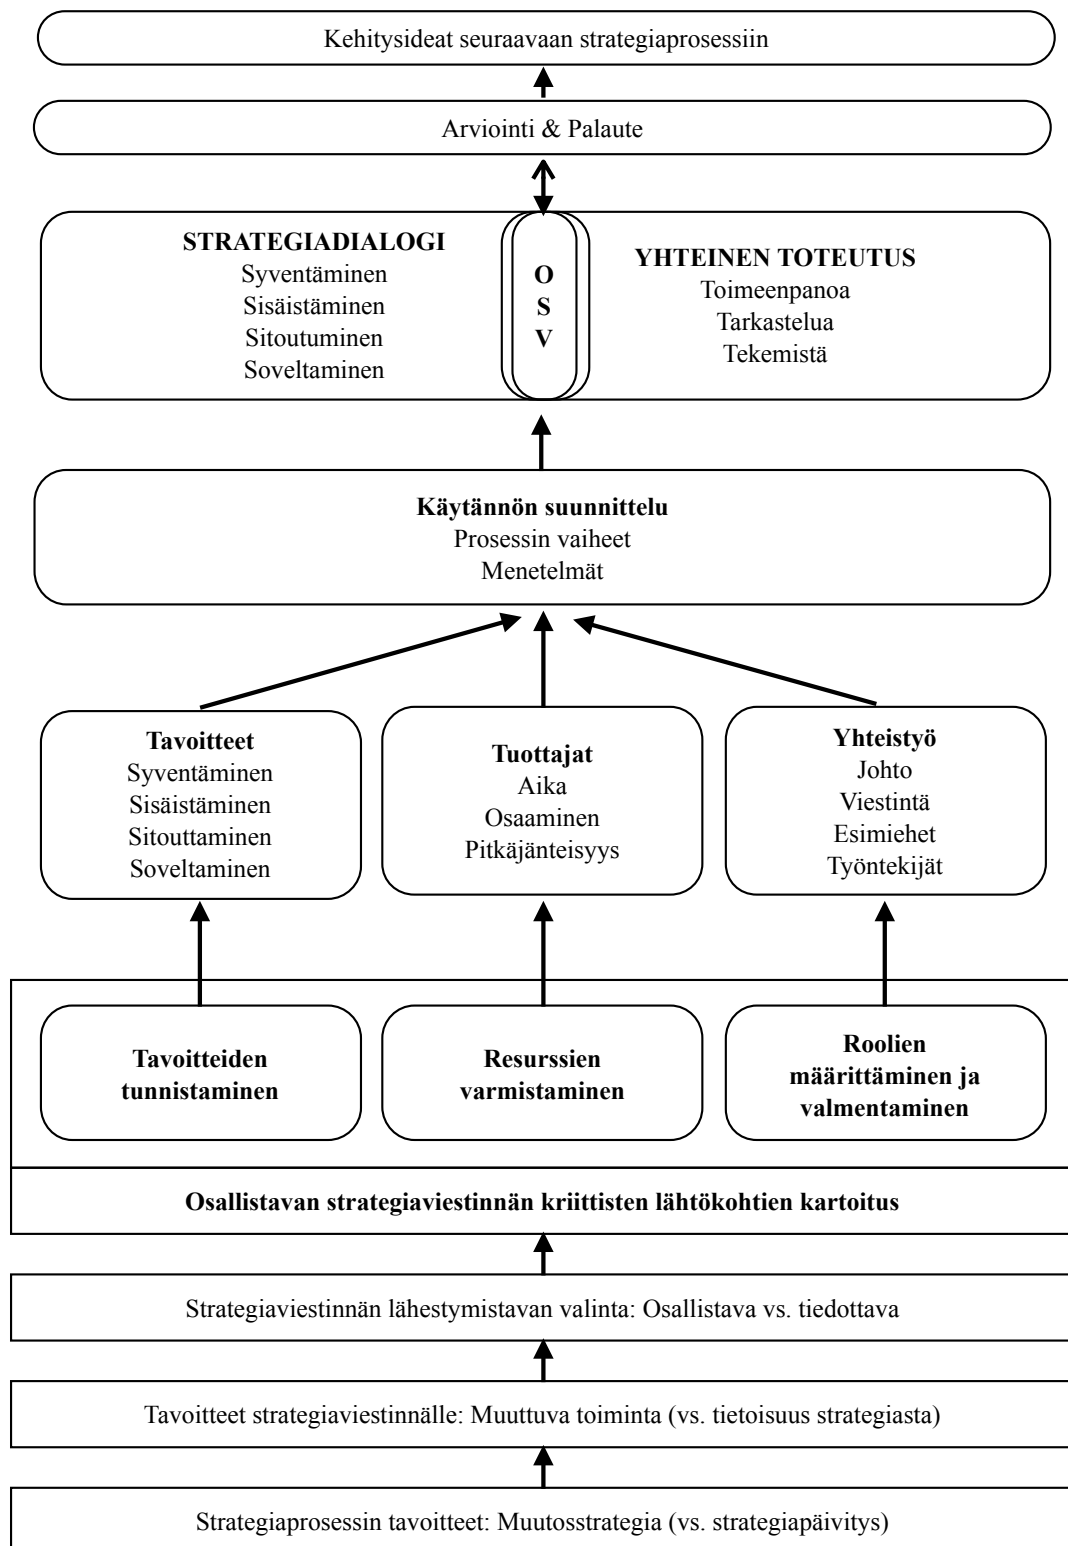 Kehitysideat seuraavaan strategiaprosessiin
Arviointi & Palaute
STRATEGIADIALOGI
Syventäminen
Sisäistäminen
Sitoutuminen
Soveltaminen
O
S
V
YHTEINEN TOTEUTUS
Toimeenpanoa
Tarkastelua
Tekemistä
Käytännön suunnittelu
Prosessin vaiheet
Menetelmät
Tavoitteet
Syventäminen
Sisäistäminen
Sitouttaminen
Soveltaminen
Tuottajat
Aika
Osaaminen
Pitkäjänteisyys
Yhteistyö
Johto
Viestintä
Esimiehet
Työntekijät
Tavoitteiden
tunnistaminen
Resurssien
varmistaminen
Roolien
määrittäminen ja
valmentaminen
Osallistavan strategiaviestinnän kriittisten lähtökohtien kartoitus
Strategiaviestinnän lähestymistavan valinta: Osallistava vs. tiedottava
Tavoitteet strategiaviestinnälle: Muuttuva toiminta (vs. tietoisuus strategiasta)
Strategiaprosessin tavoitteet: Muutosstrategia (vs. strategiapäivitys)